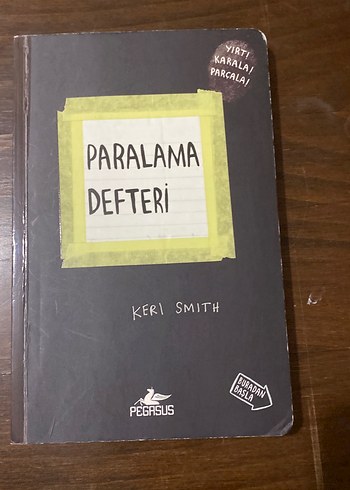 YIRT!
KARALA!
PARÇALA!
PARALAMA
DEFTERİ
KERI SMITH
PEGASUS
BURADAN
BAŞLA